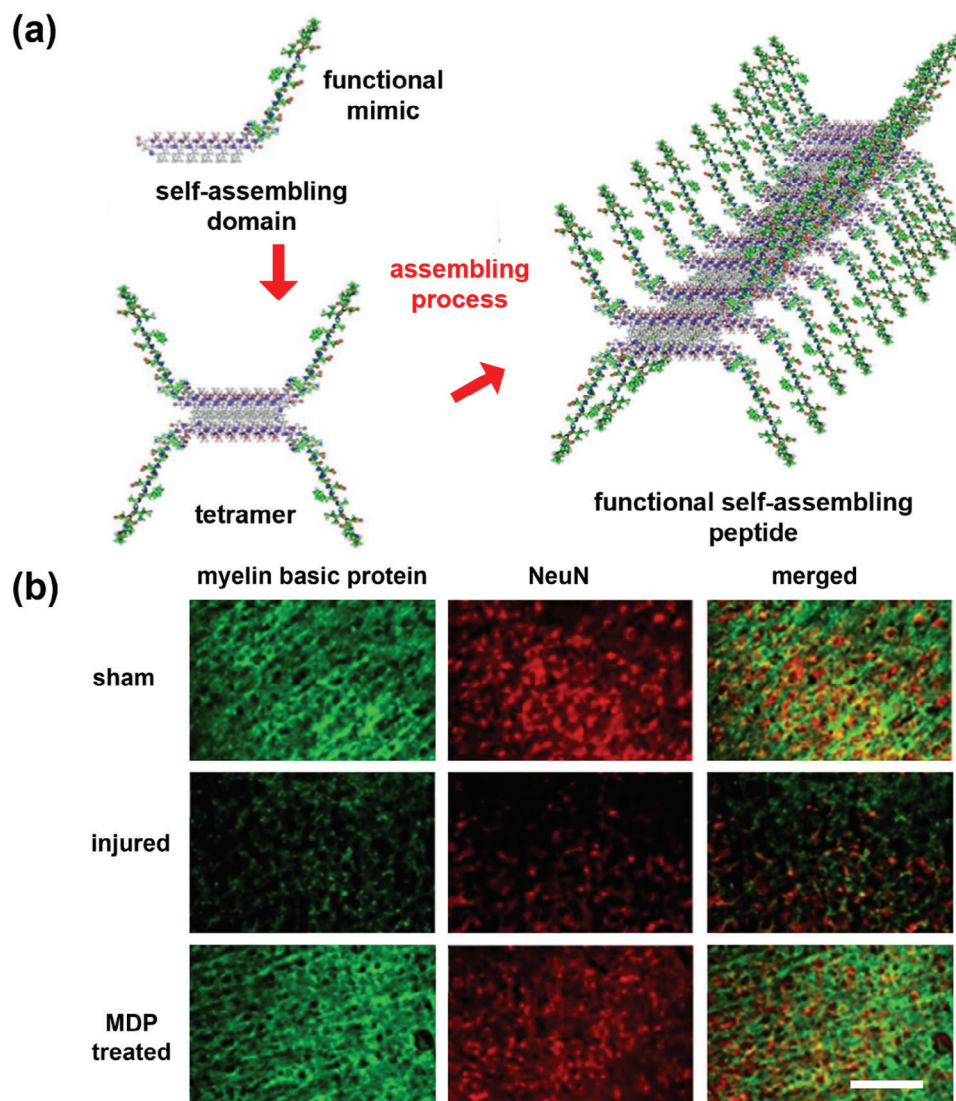 (a)
functional
mimic
self-assembling
domain
assembling
process
tetramer
functional self-assembling
peptide
(b)
myelin basic protein
NeuN
merged
sham
injured
MDP
treated